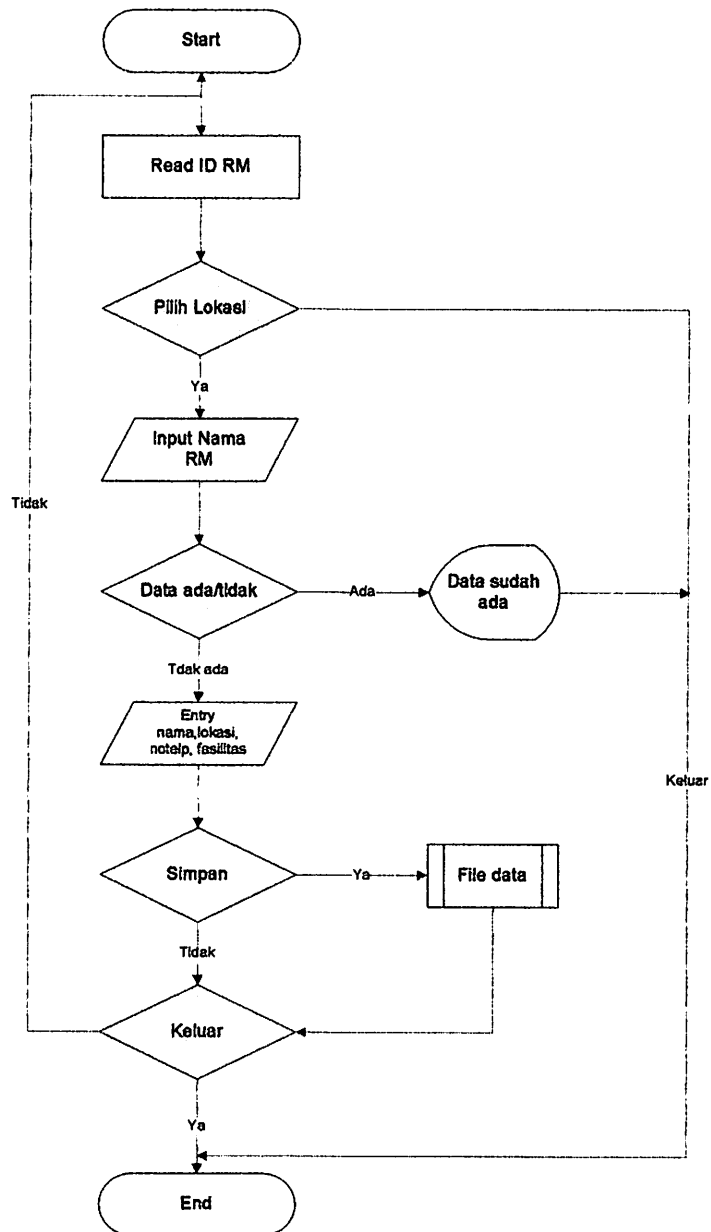 Start
Read ID RM
Pilih Lokasi
Ya
Input Nama
RM
Tidak
Data ada/tidak
Ada
Data sudah
ada
Tdak ada
Entry
nama,lokasi,
notelp, fasilitas
Keluar
Simpan
Ya
File data
Tidak
Keluar
Ya
End